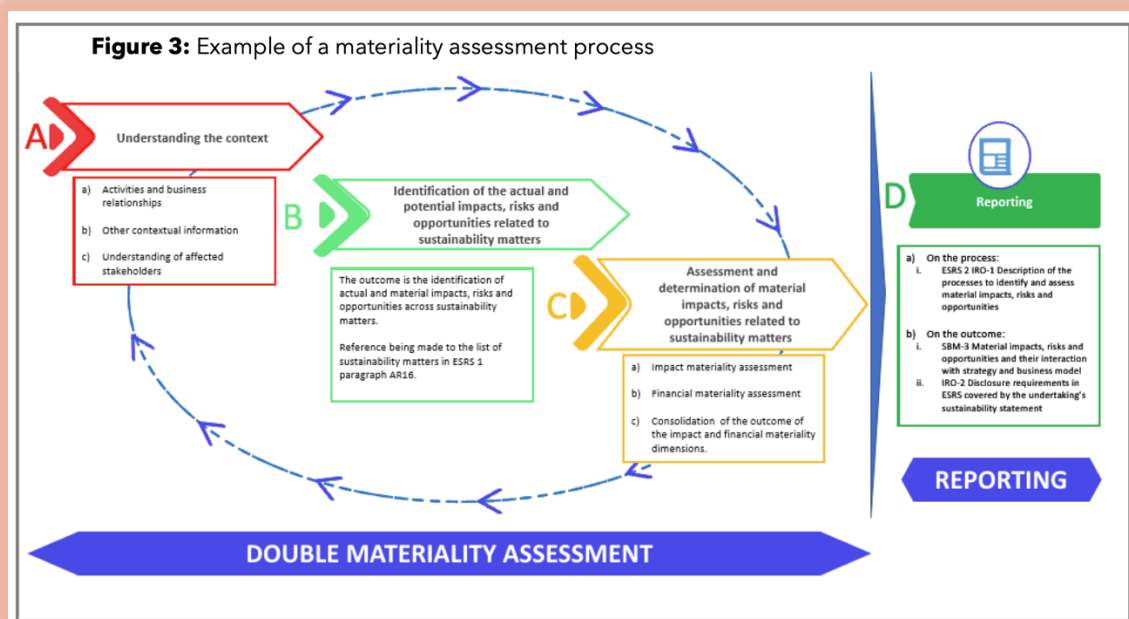 Figure 3: Example of a materiality assessment process
A
Understanding the context
a) Activities and business
relationships
b) Other contextual information
c) Understanding of affected
stakeholders
B
Identification of the actual and
potential impacts, risks and
opportunities related to
sustainability matters
The outcome is the identification of
actual and material impacts, risks and
opportunities across sustainability
matters.
Reference being made to the list of
sustainability matters in ESRS 1
paragraph AR16.
C
Assessment and
determination of material
impacts, risks and
opportunities related to
sustainability matters
a) Impact materiality assessment
b) Financial materiality assessment
c) Consolidation of the outcome of
the impact and financial materiality
dimensions.
D
Reporting
a) On the process:
i. ESRS 2 IRO-1 Description of the
processes to identify and assess
material impacts, risks and
opportunities
b) On the outcome:
i. SBM-3 Material impacts, risks and
opportunities and their interaction
with strategy and business model
ii. IRO-2 Disclosure requirements in
ESRS covered by the undertaking's
sustainability statement
REPORTING
DOUBLE MATERIALITY ASSESSMENT